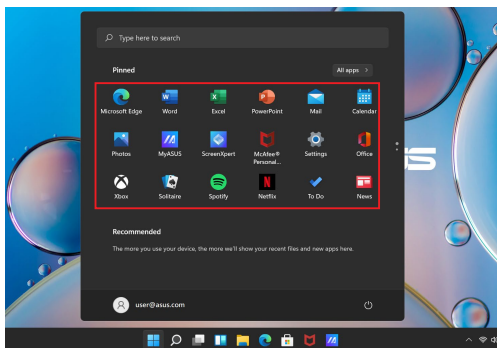 Type here to search
Pinned
All apps >
Microsoft Edge Word Excel PowerPoint Mail Calendar
Photos MyASUS ScreenXpert McAfee® Personal... Settings Office
Xbox Solitaire Spotify Netflix To Do News
Recommended
The more you use your device, the more we'll show your recent files and new apps here.
user@asus.com